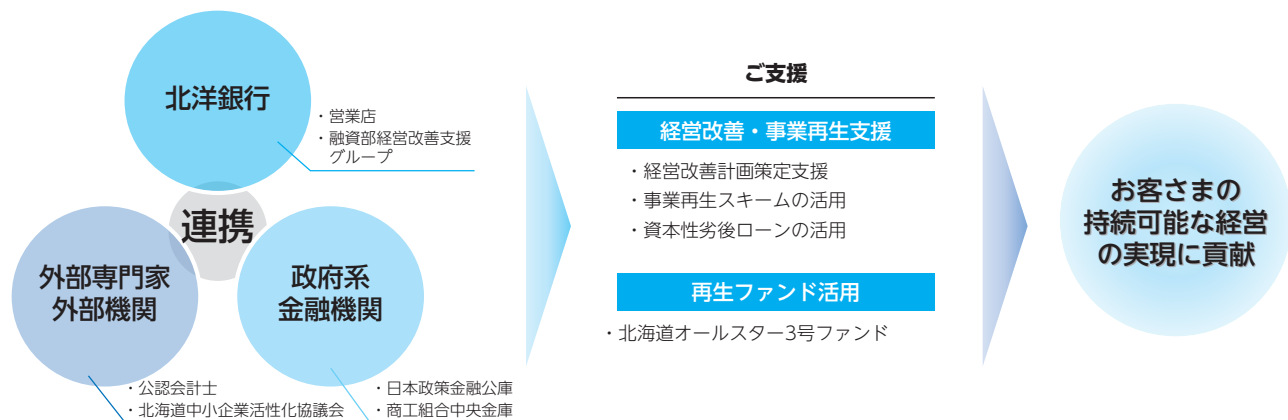 北洋銀行
・営業店
・融資部経営改善支援
グループ
連携
外部専門家
外部機関
・公認会計士
・北海道中小企業活性化協議会
政府系
金融機関
・日本政策金融公庫
・商工組合中央金庫
ご支援
経営改善・事業再生支援
・経営改善計画策定支援
・事業再生スキームの活用
・資本性劣後ローンの活用
再生ファンド活用
・北海道オールスター3号ファンド
お客さまの
持続可能な経営
の実現に貢献